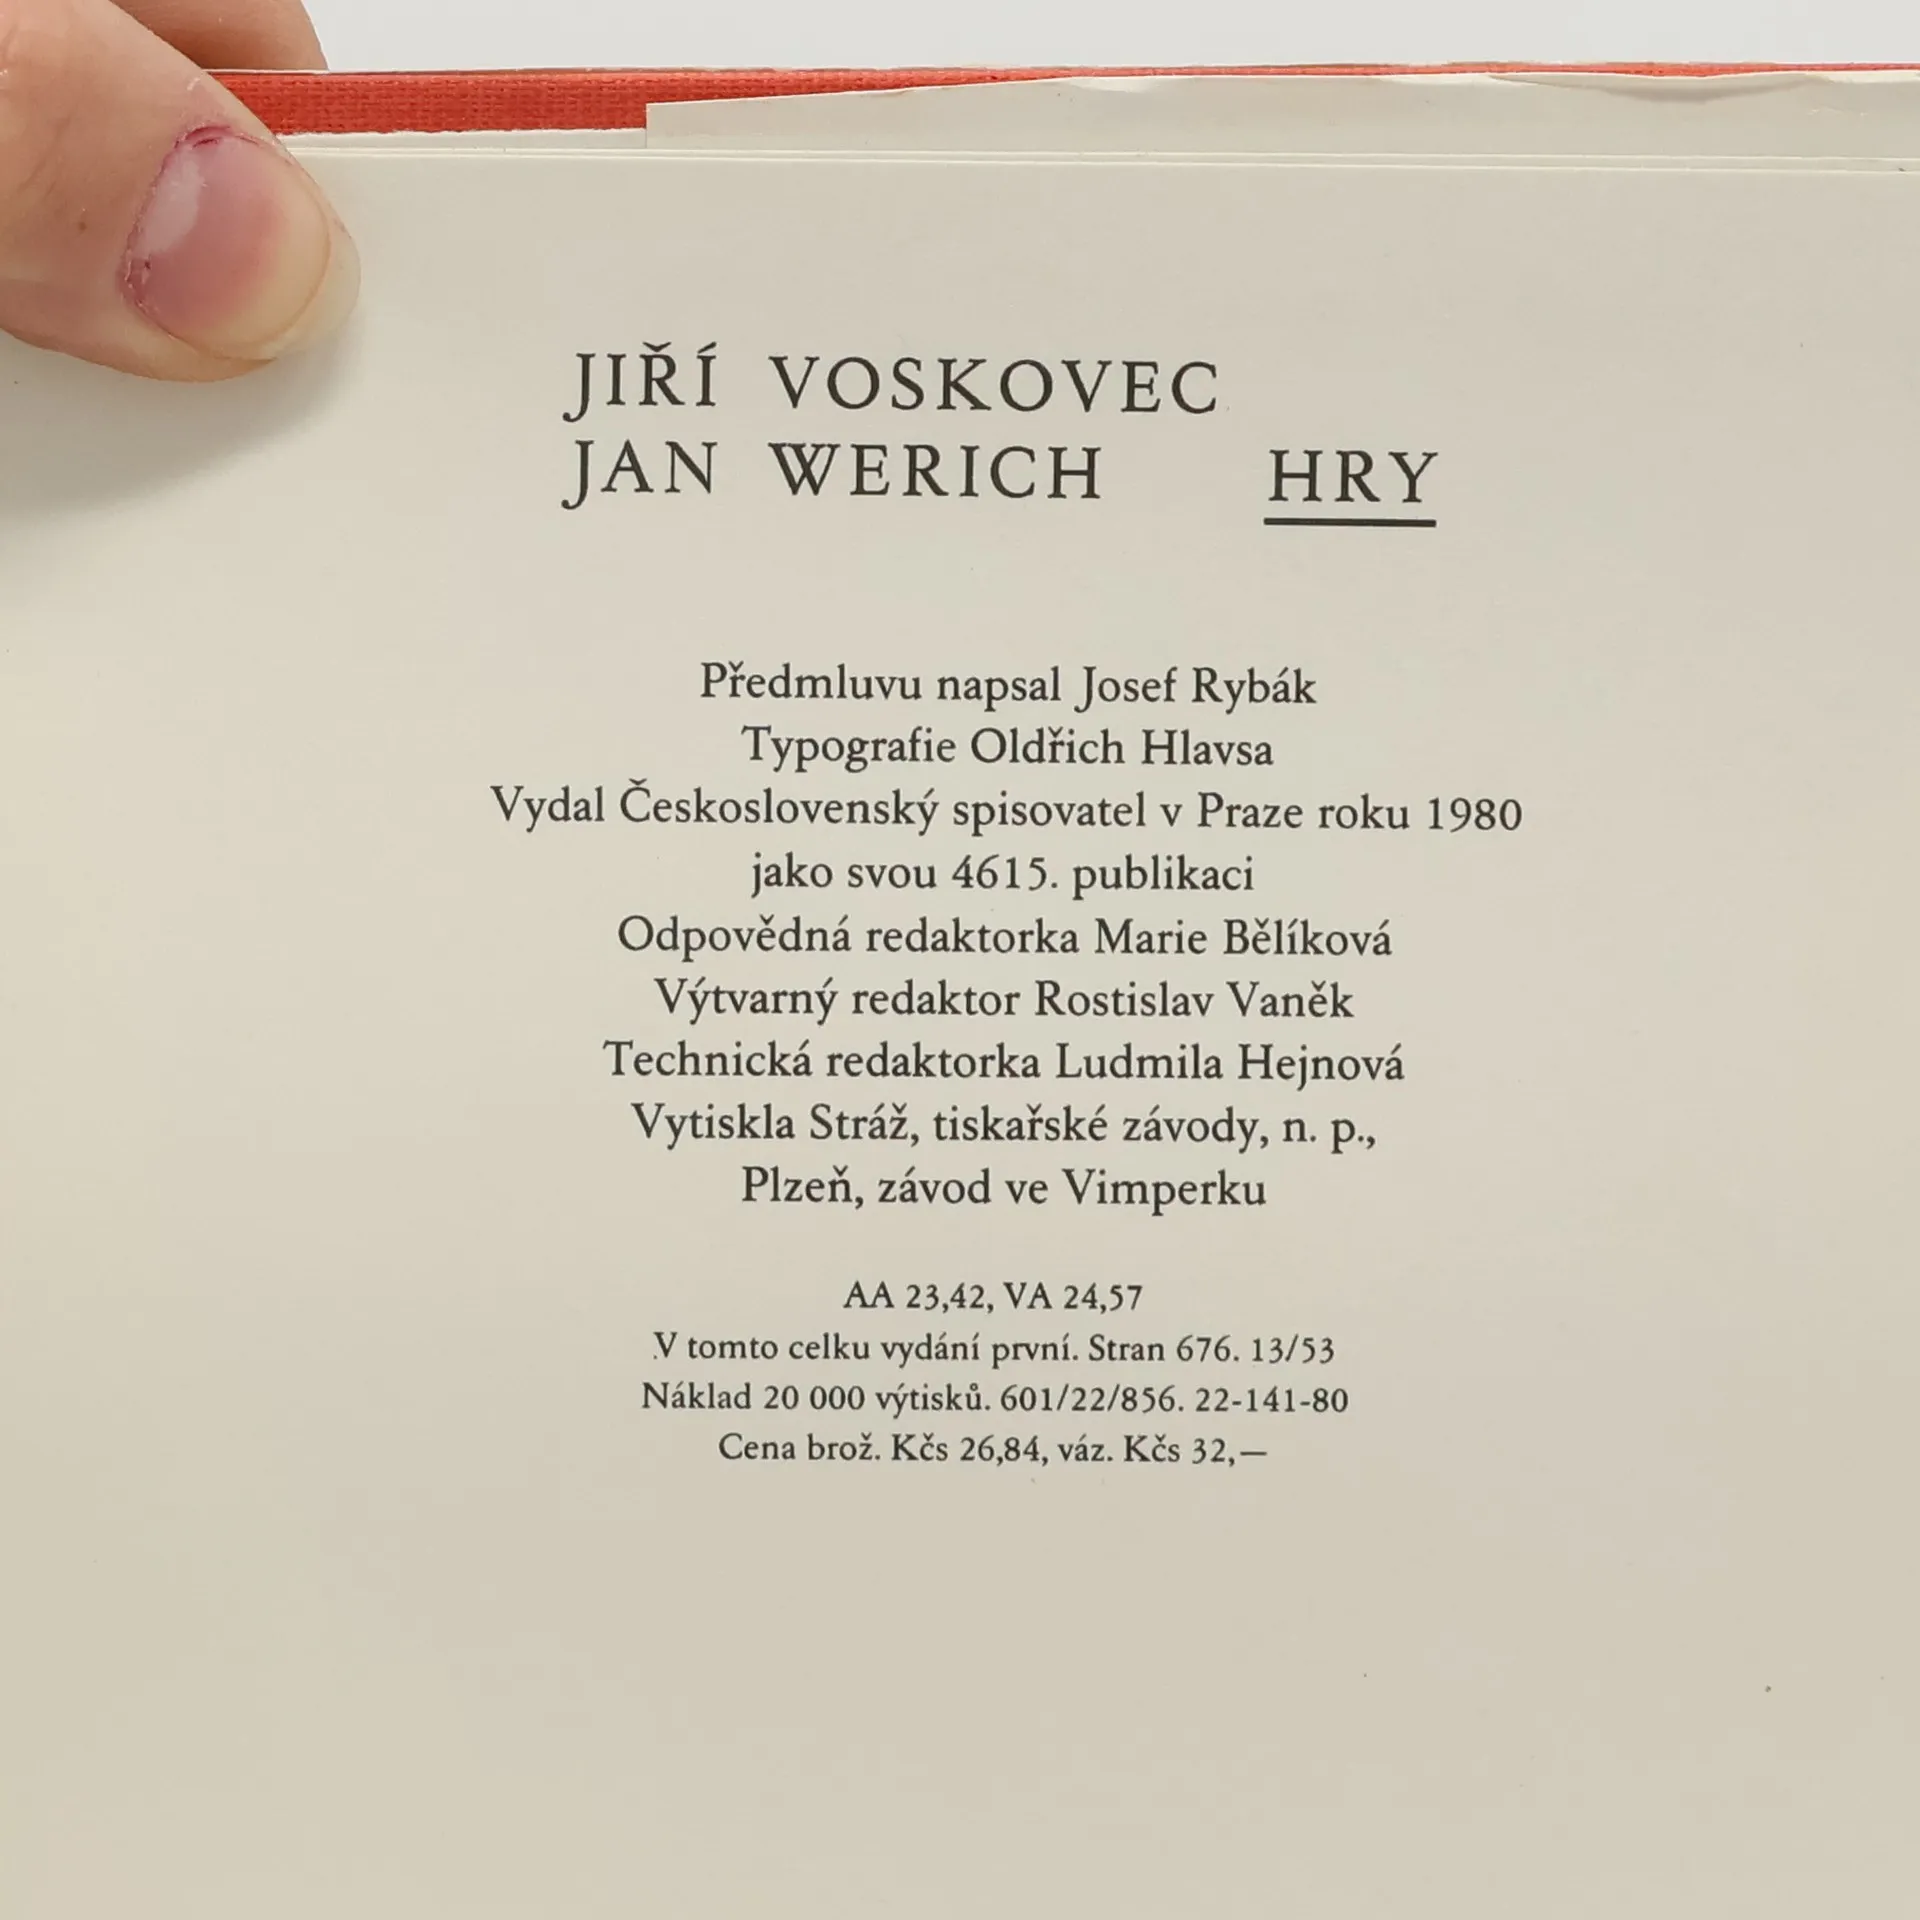 JIŘÍ VOSKOVEC
JAN WERICH HRY
Předmluvu napsal Josef Rybák
Typografie Oldřich Hlavsa
Vydal Československý spisovatel v Praze roku 1980
jako svou 4615. publikaci
Odpovědná redaktorka Marie Bělíková
Výtvarný redaktor Rostislav Vaněk
Technická redaktorka Ludmila Hejnová
Vytiskla Stráž, tiskařské závody, n. p.,
Plzeň, závod ve Vimperku
AA 23,42, VA 24,57
V tomto celku vydání první. Stran 676. 13/53
Náklad 20 000 výtisků. 601/22/856. 22-141-80
Cena brož. Kčs 26,84, váz. Kčs 32,—